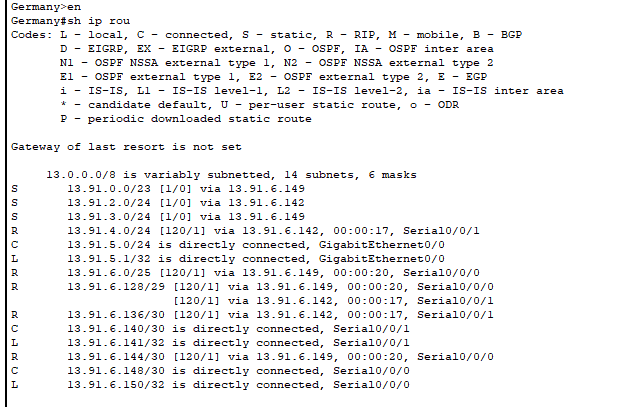 Germany>en
Germany#sh ip rou
Codes: L - local, C - connected, S - static, R - RIP, M - mobile, B - BGP
D - EIGRP, EX - EIGRP external, O - OSPF, IA - OSPF inter area
N1 - OSPF NSSA external type 1, N2 - OSPF NSSA external type 2
E1 - OSPF external type 1, E2 - OSPF external type 2, E - EGP
i - IS-IS, L1 - IS-IS level-1, L2 - IS-IS level-2, ia - IS-IS inter area
* - candidate default, U - per-user static route, o - ODR
P - periodic downloaded static route
Gateway of last resort is not set
13.0.0.0/8 is variably subnetted, 14 subnets, 6 masks
S 13.91.0.0/23 [1/0] via 13.91.6.149
S 13.91.2.0/24 [1/0] via 13.91.6.142
S 13.91.3.0/24 [1/0] via 13.91.6.149
R 13.91.4.0/24 [120/1] via 13.91.6.142, 00:00:17, Serial0/0/1
C 13.91.5.0/24 is directly connected, GigabitEthernet0/0
L 13.91.5.1/32 is directly connected, GigabitEthernet0/0
R 13.91.6.0/25 [120/1] via 13.91.6.149, 00:00:20, Serial0/0/0
R 13.91.6.128/29 [120/1] via 13.91.6.149, 00:00:20, Serial0/0/0
[120/1] via 13.91.6.142, 00:00:17, Serial0/0/1
R 13.91.6.136/30 [120/1] via 13.91.6.142, 00:00:17, Serial0/0/1
C 13.91.6.140/30 is directly connected, Serial0/0/1
L 13.91.6.141/32 is directly connected, Serial0/0/1
R 13.91.6.144/30 [120/1] via 13.91.6.149, 00:00:20, Serial0/0/0
C 13.91.6.148/30 is directly connected, Serial0/0/0
L 13.91.6.150/32 is directly connected, Serial0/0/0